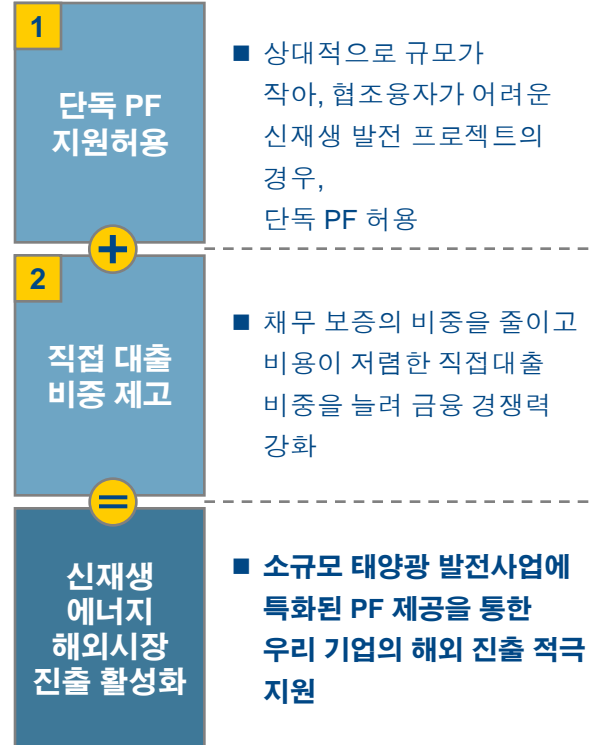 1
단독 PF
지원허용
■ 상대적으로 규모가
작아, 협조융자가 어려운
신재생 발전 프로젝트의
경우,
단독 PF 허용
+
2
직접 대출
비중 제고
■ 채무 보증의 비중을 줄이고
비용이 저렴한 직접대출
비중을 늘려 금융 경쟁력
강화
=
신재생
에너지
해외시장
진출 활성화
■ 소규모 태양광 발전사업에
특화된 PF 제공을 통한
우리 기업의 해외 진출 적극
지원